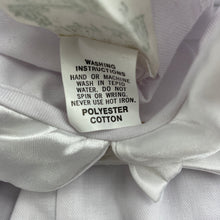 WASHING
INSTRUCTIONS
HAND OR MACHINE
WASH IN TEPID
WATER. DO NOT
SPIN OR WRING.
NEVER USE HOT IRON.
POLYESTER
COTTON